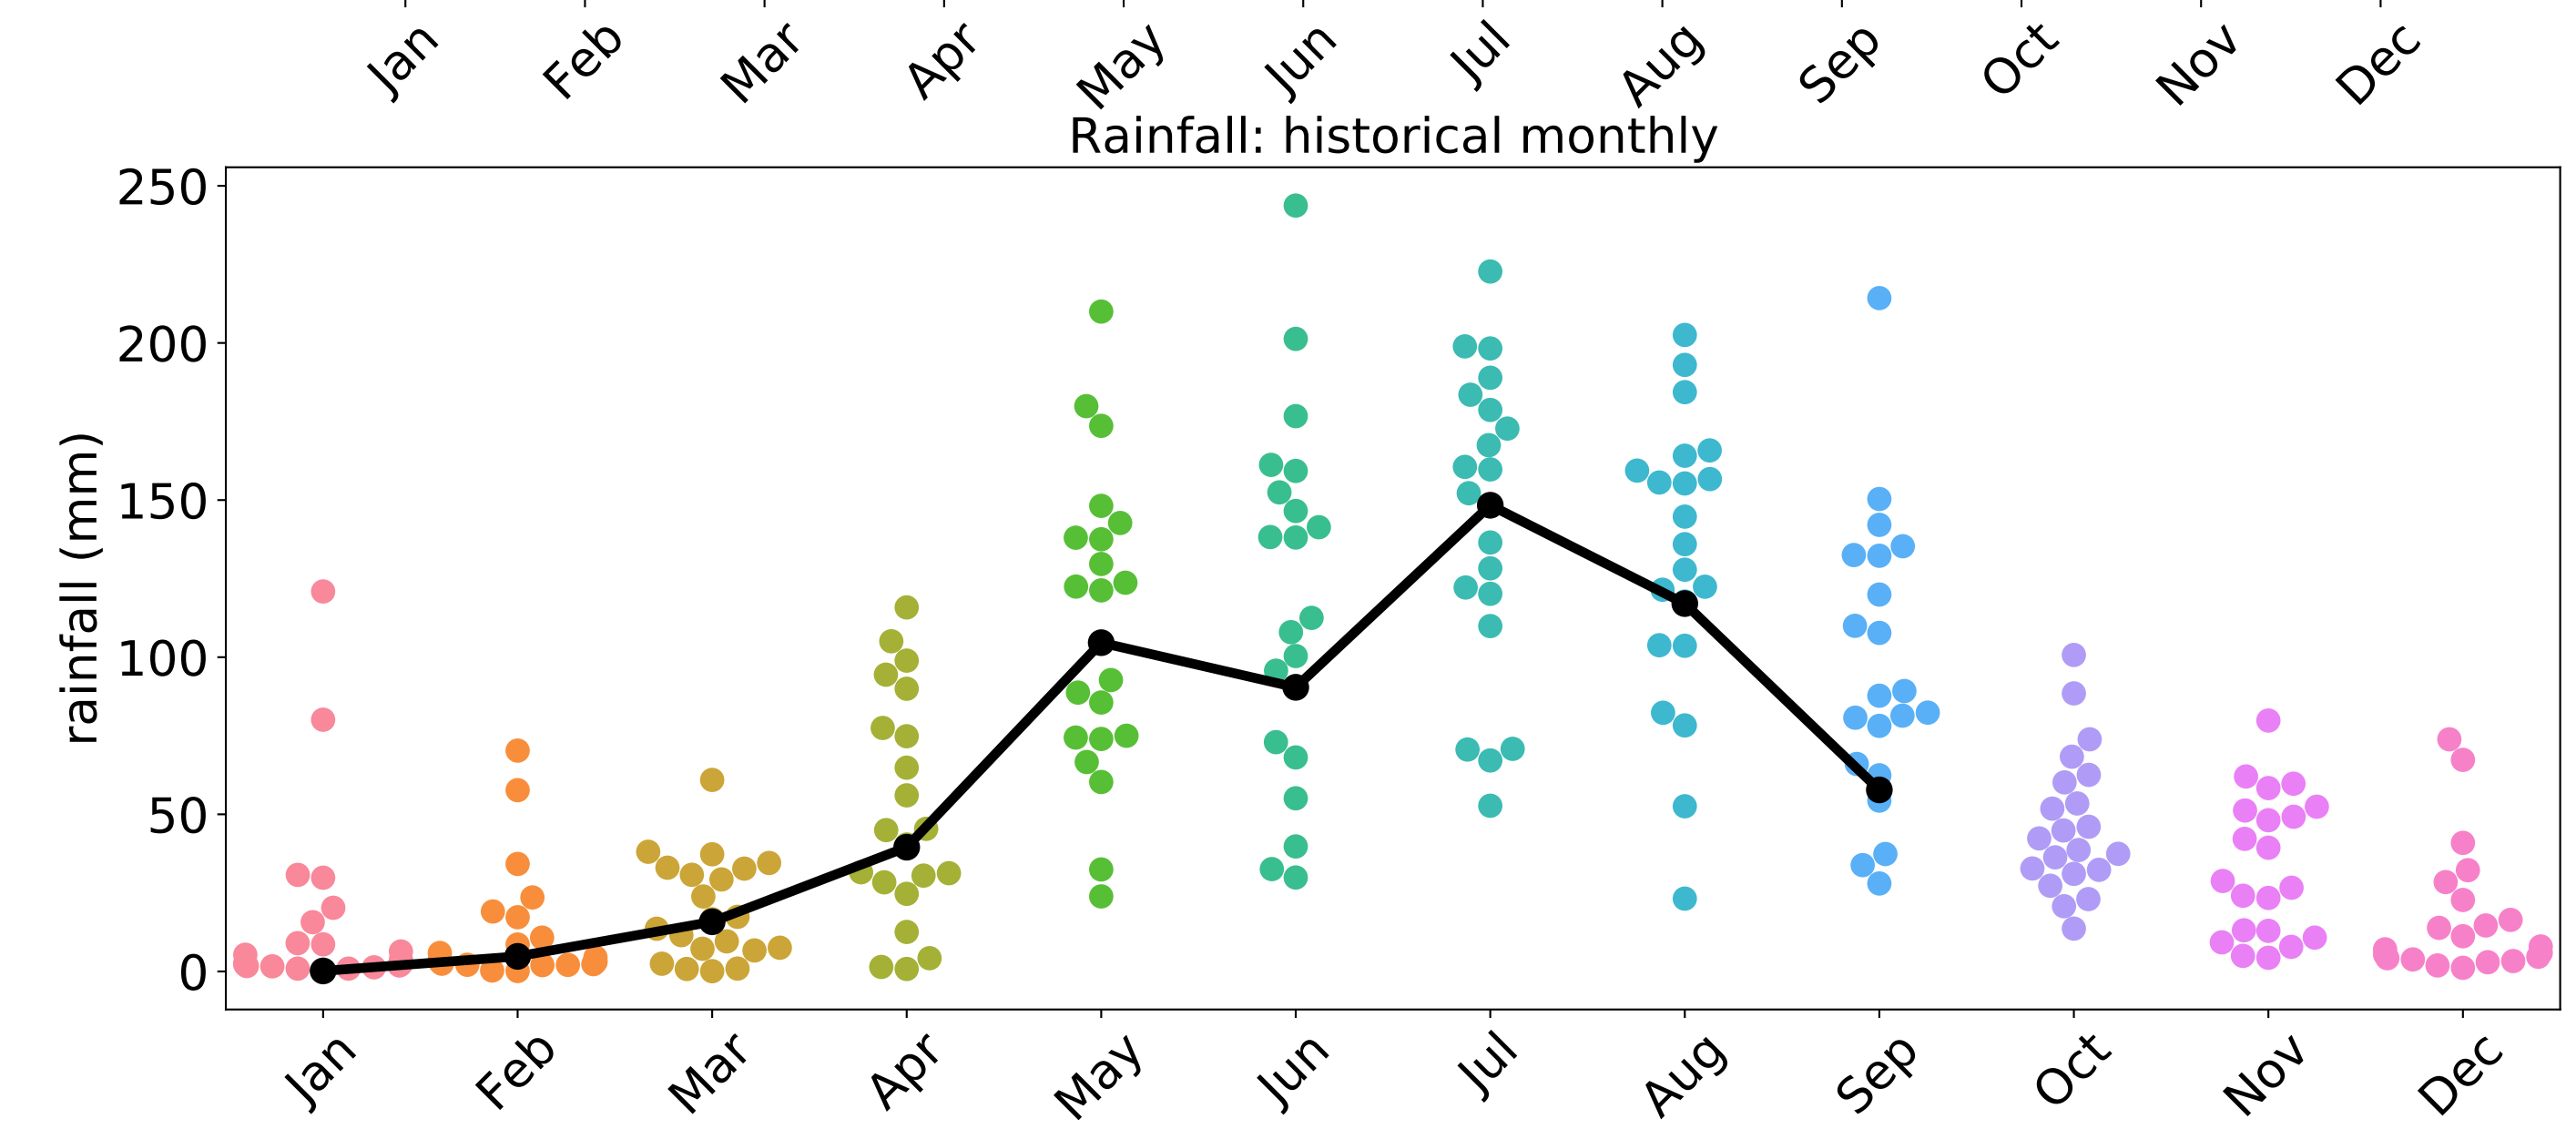 Jan Feb Mar Apr May Jun Jul Aug Sep Oct Nov Dec
Rainfall: historical monthly
250
200
150
100
50
0
rainfall (mm)
Jan Feb Mar Apr May Jun Jul Aug Sep Oct Nov Dec